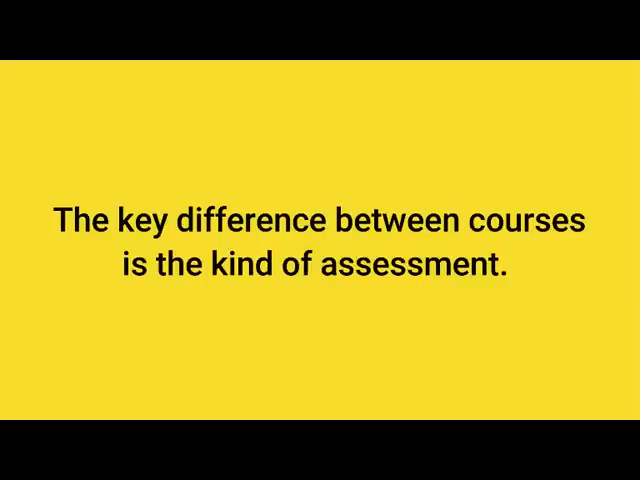 The key difference between courses
is the kind of assessment.